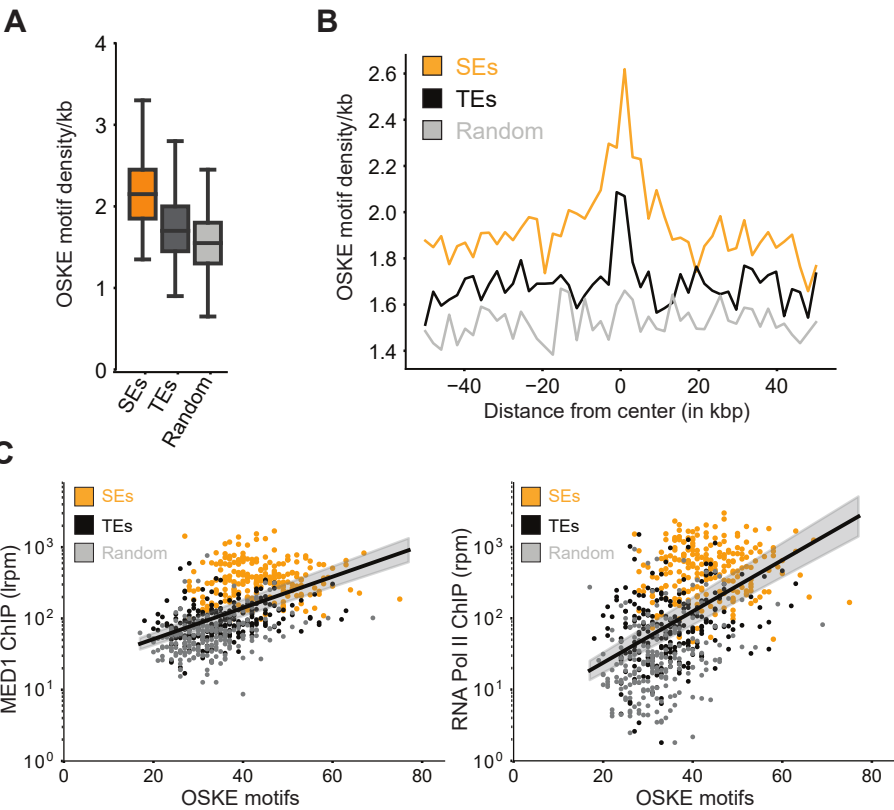 A
OSKE motif density/kb
4
3
2
1
0
SEs
TEs
Random
B
OSKE motif density/kb
SEs
TEs
Random
2.6
2.4
2.2
2.0
1.8
1.6
1.4
−40 −20 0 20 40
Distance from center (in kbp)
C
MED1 ChIP (lrpm)
SEs
TEs
Random
10³
10²
10¹
10⁰
0 20 40 60 80
OSKE motifs
RNA Pol II ChIP (rpm)
SEs
TEs
Random
10³
10²
10¹
10⁰
0 20 40 60 80
OSKE motifs